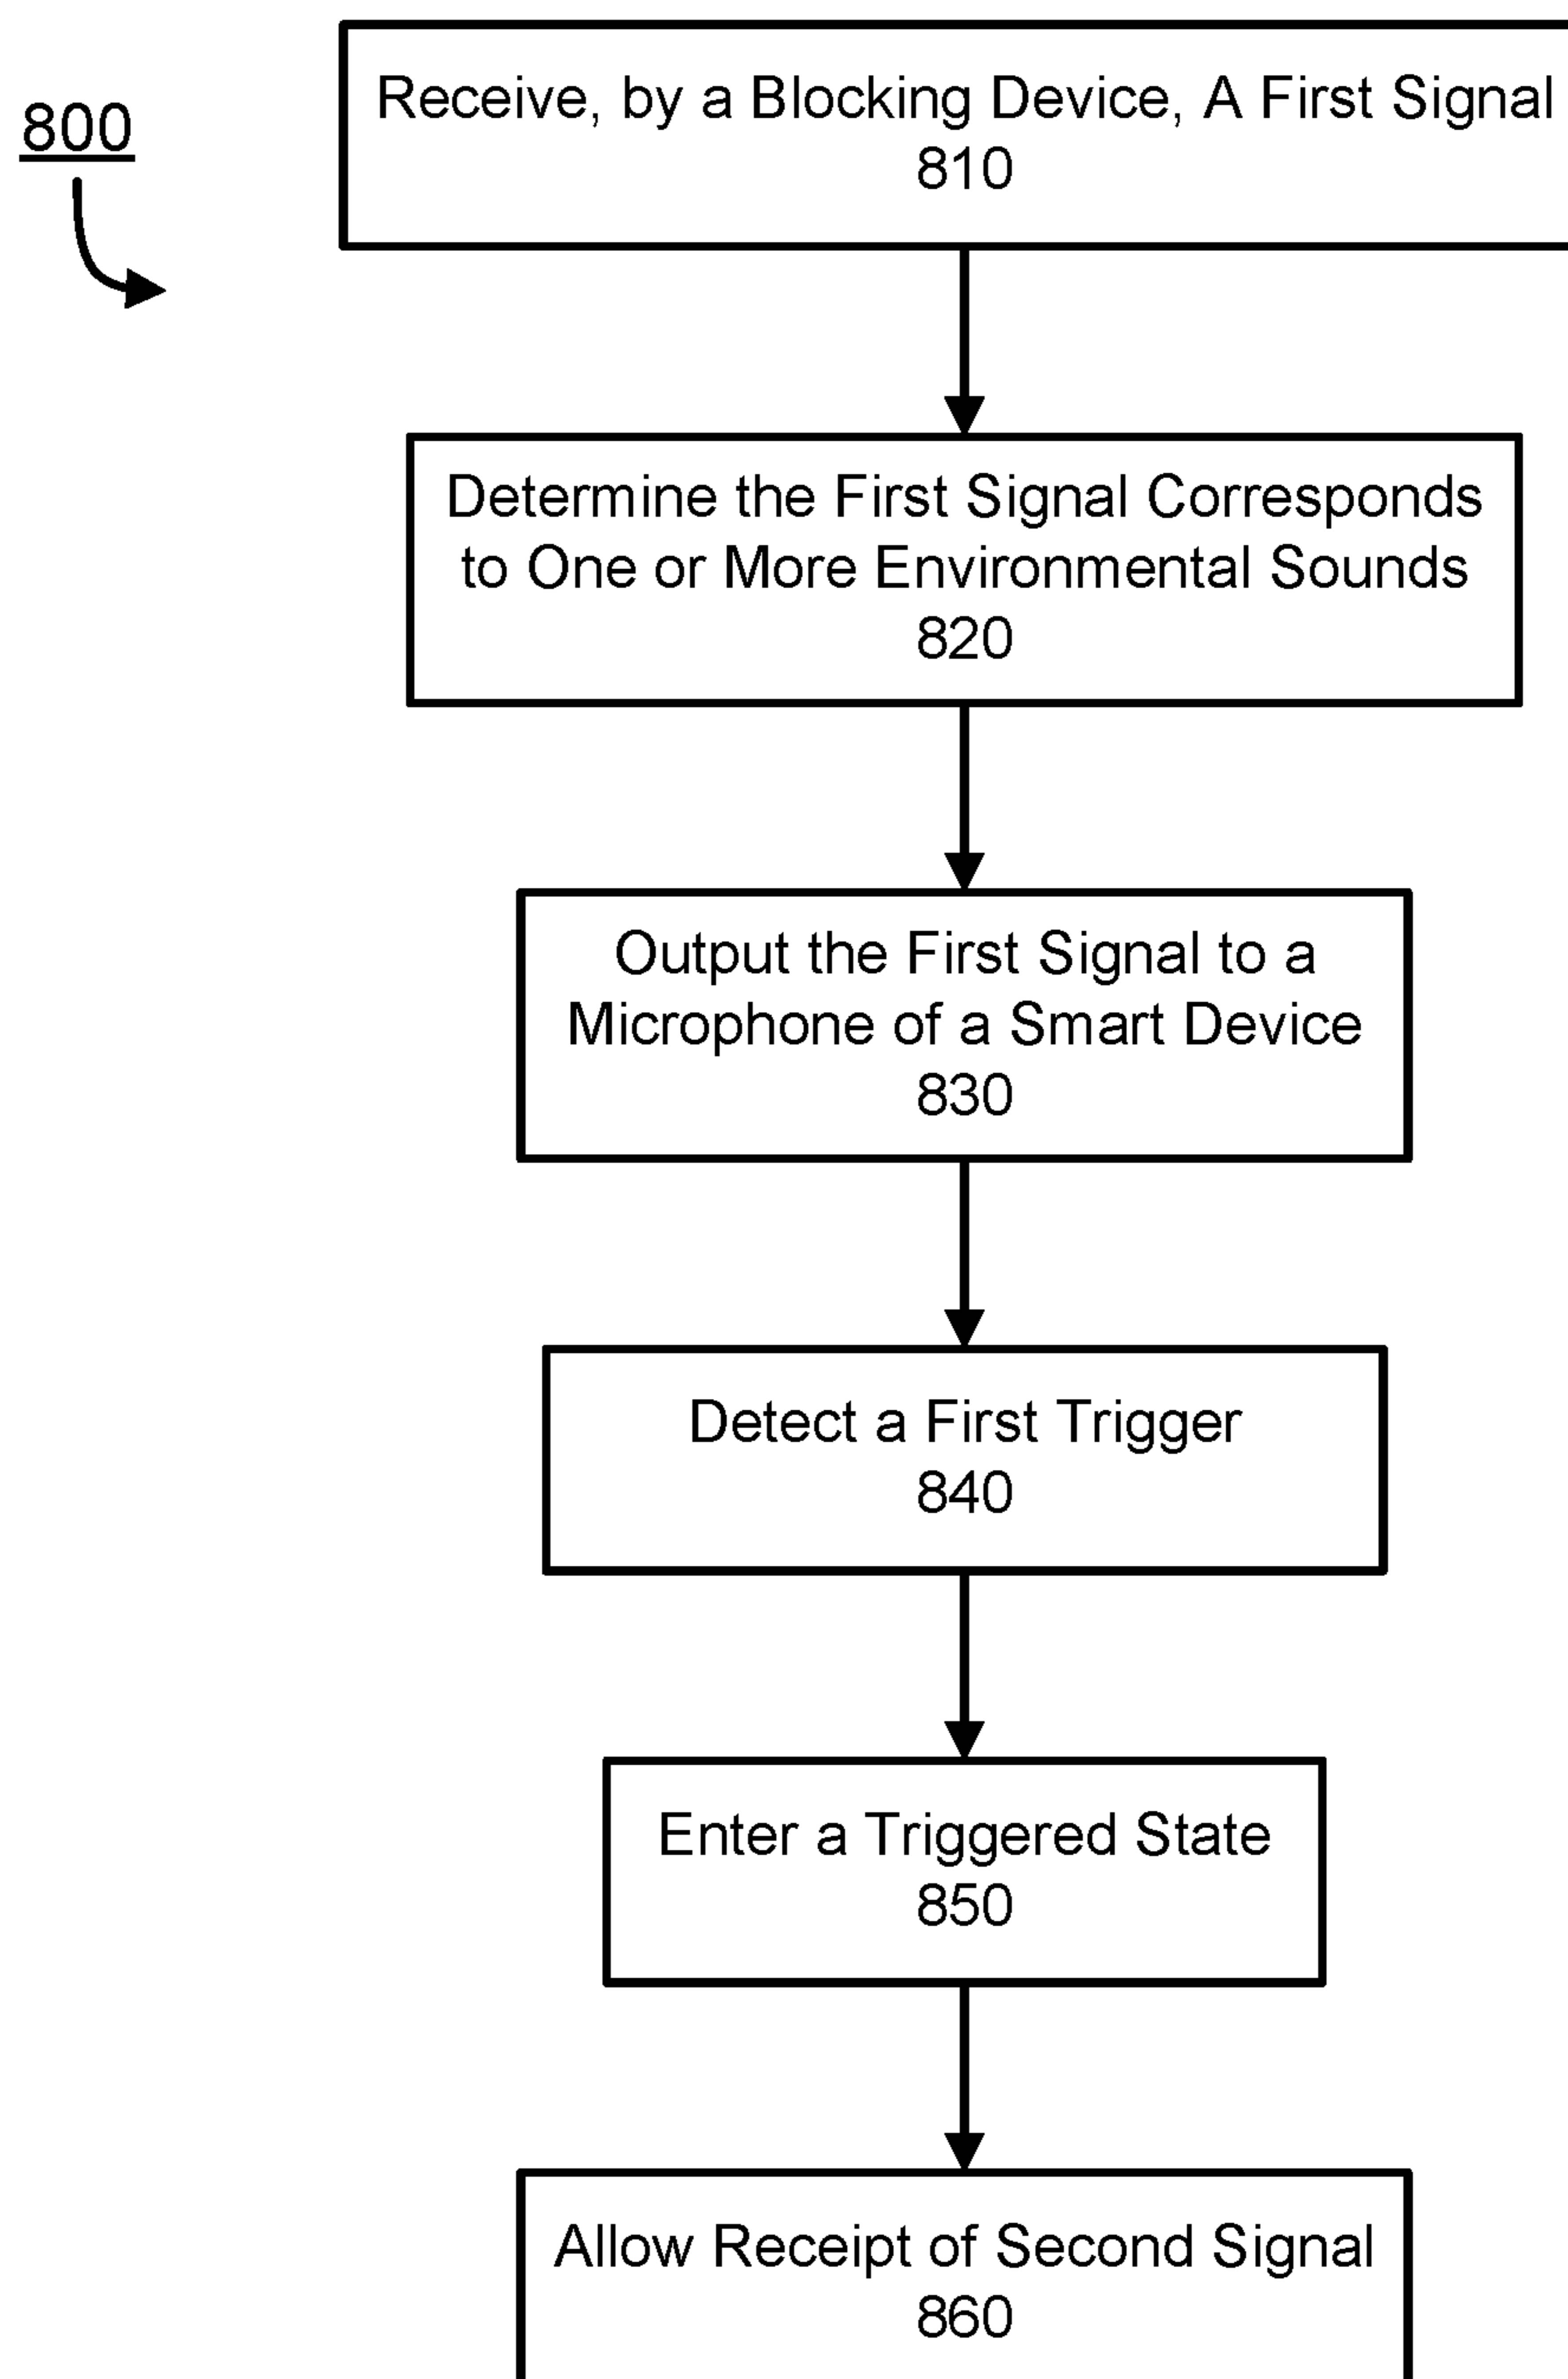 800
Receive, by a Blocking Device, A First Signal
810
Determine the First Signal Corresponds
to One or More Environmental Sounds
820
Output the First Signal to a
Microphone of a Smart Device
830
Detect a First Trigger
840
Enter a Triggered State
850
Allow Receipt of Second Signal
860